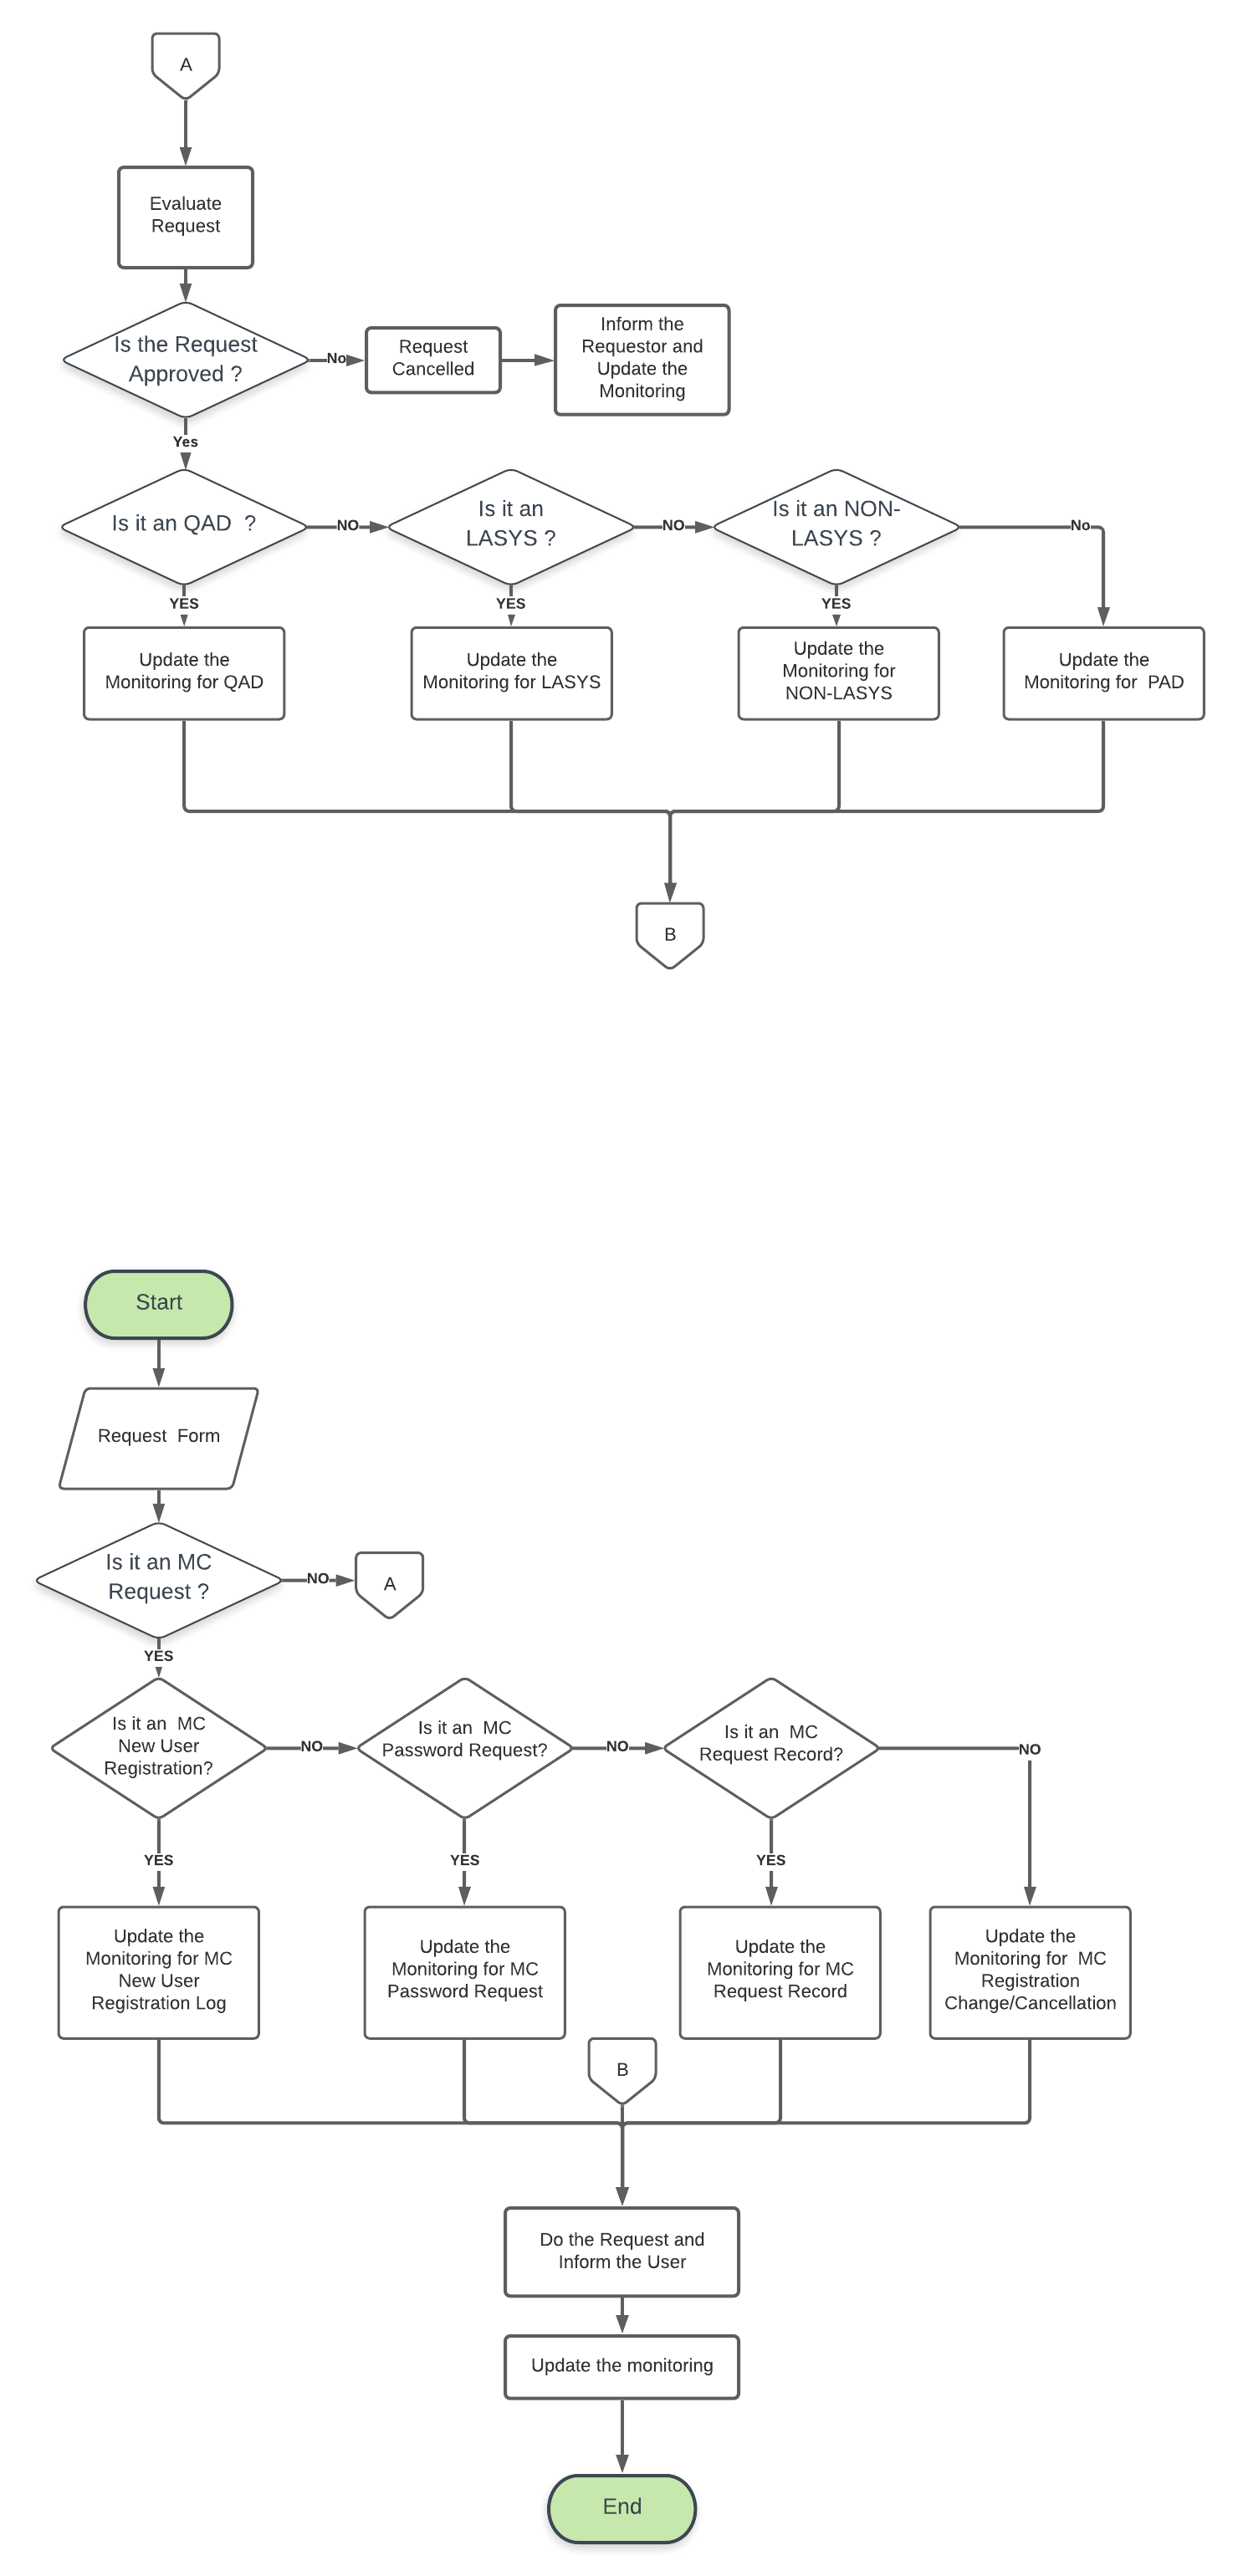 A
Evaluate
Request
Is the Request
Approved ?
No
Request
Cancelled
Inform the
Requestor and
Update the
Monitoring
Yes
Is it an QAD  ?
NO
Is it an
LASYS ?
NO
Is it an NON-
LASYS ?
No
YES
YES
YES
Update the
Monitoring for QAD
Update the
Monitoring for LASYS
Update the
Monitoring for
NON-LASYS
Update the
Monitoring for  PAD
B
Start
Request  Form
Is it an MC
Request ?
NO
A
YES
Is it an  MC
New User
Registration?
NO
Is it an  MC
Password Request?
NO
Is it an  MC
Request Record?
NO
YES
YES
YES
Update the
Monitoring for MC
New User
Registration Log
Update the
Monitoring for MC
Password Request
Update the
Monitoring for MC
Request Record
Update the
Monitoring for  MC
Registration
Change/Cancellation
B
Do the Request and
Inform the User
Update the monitoring
End